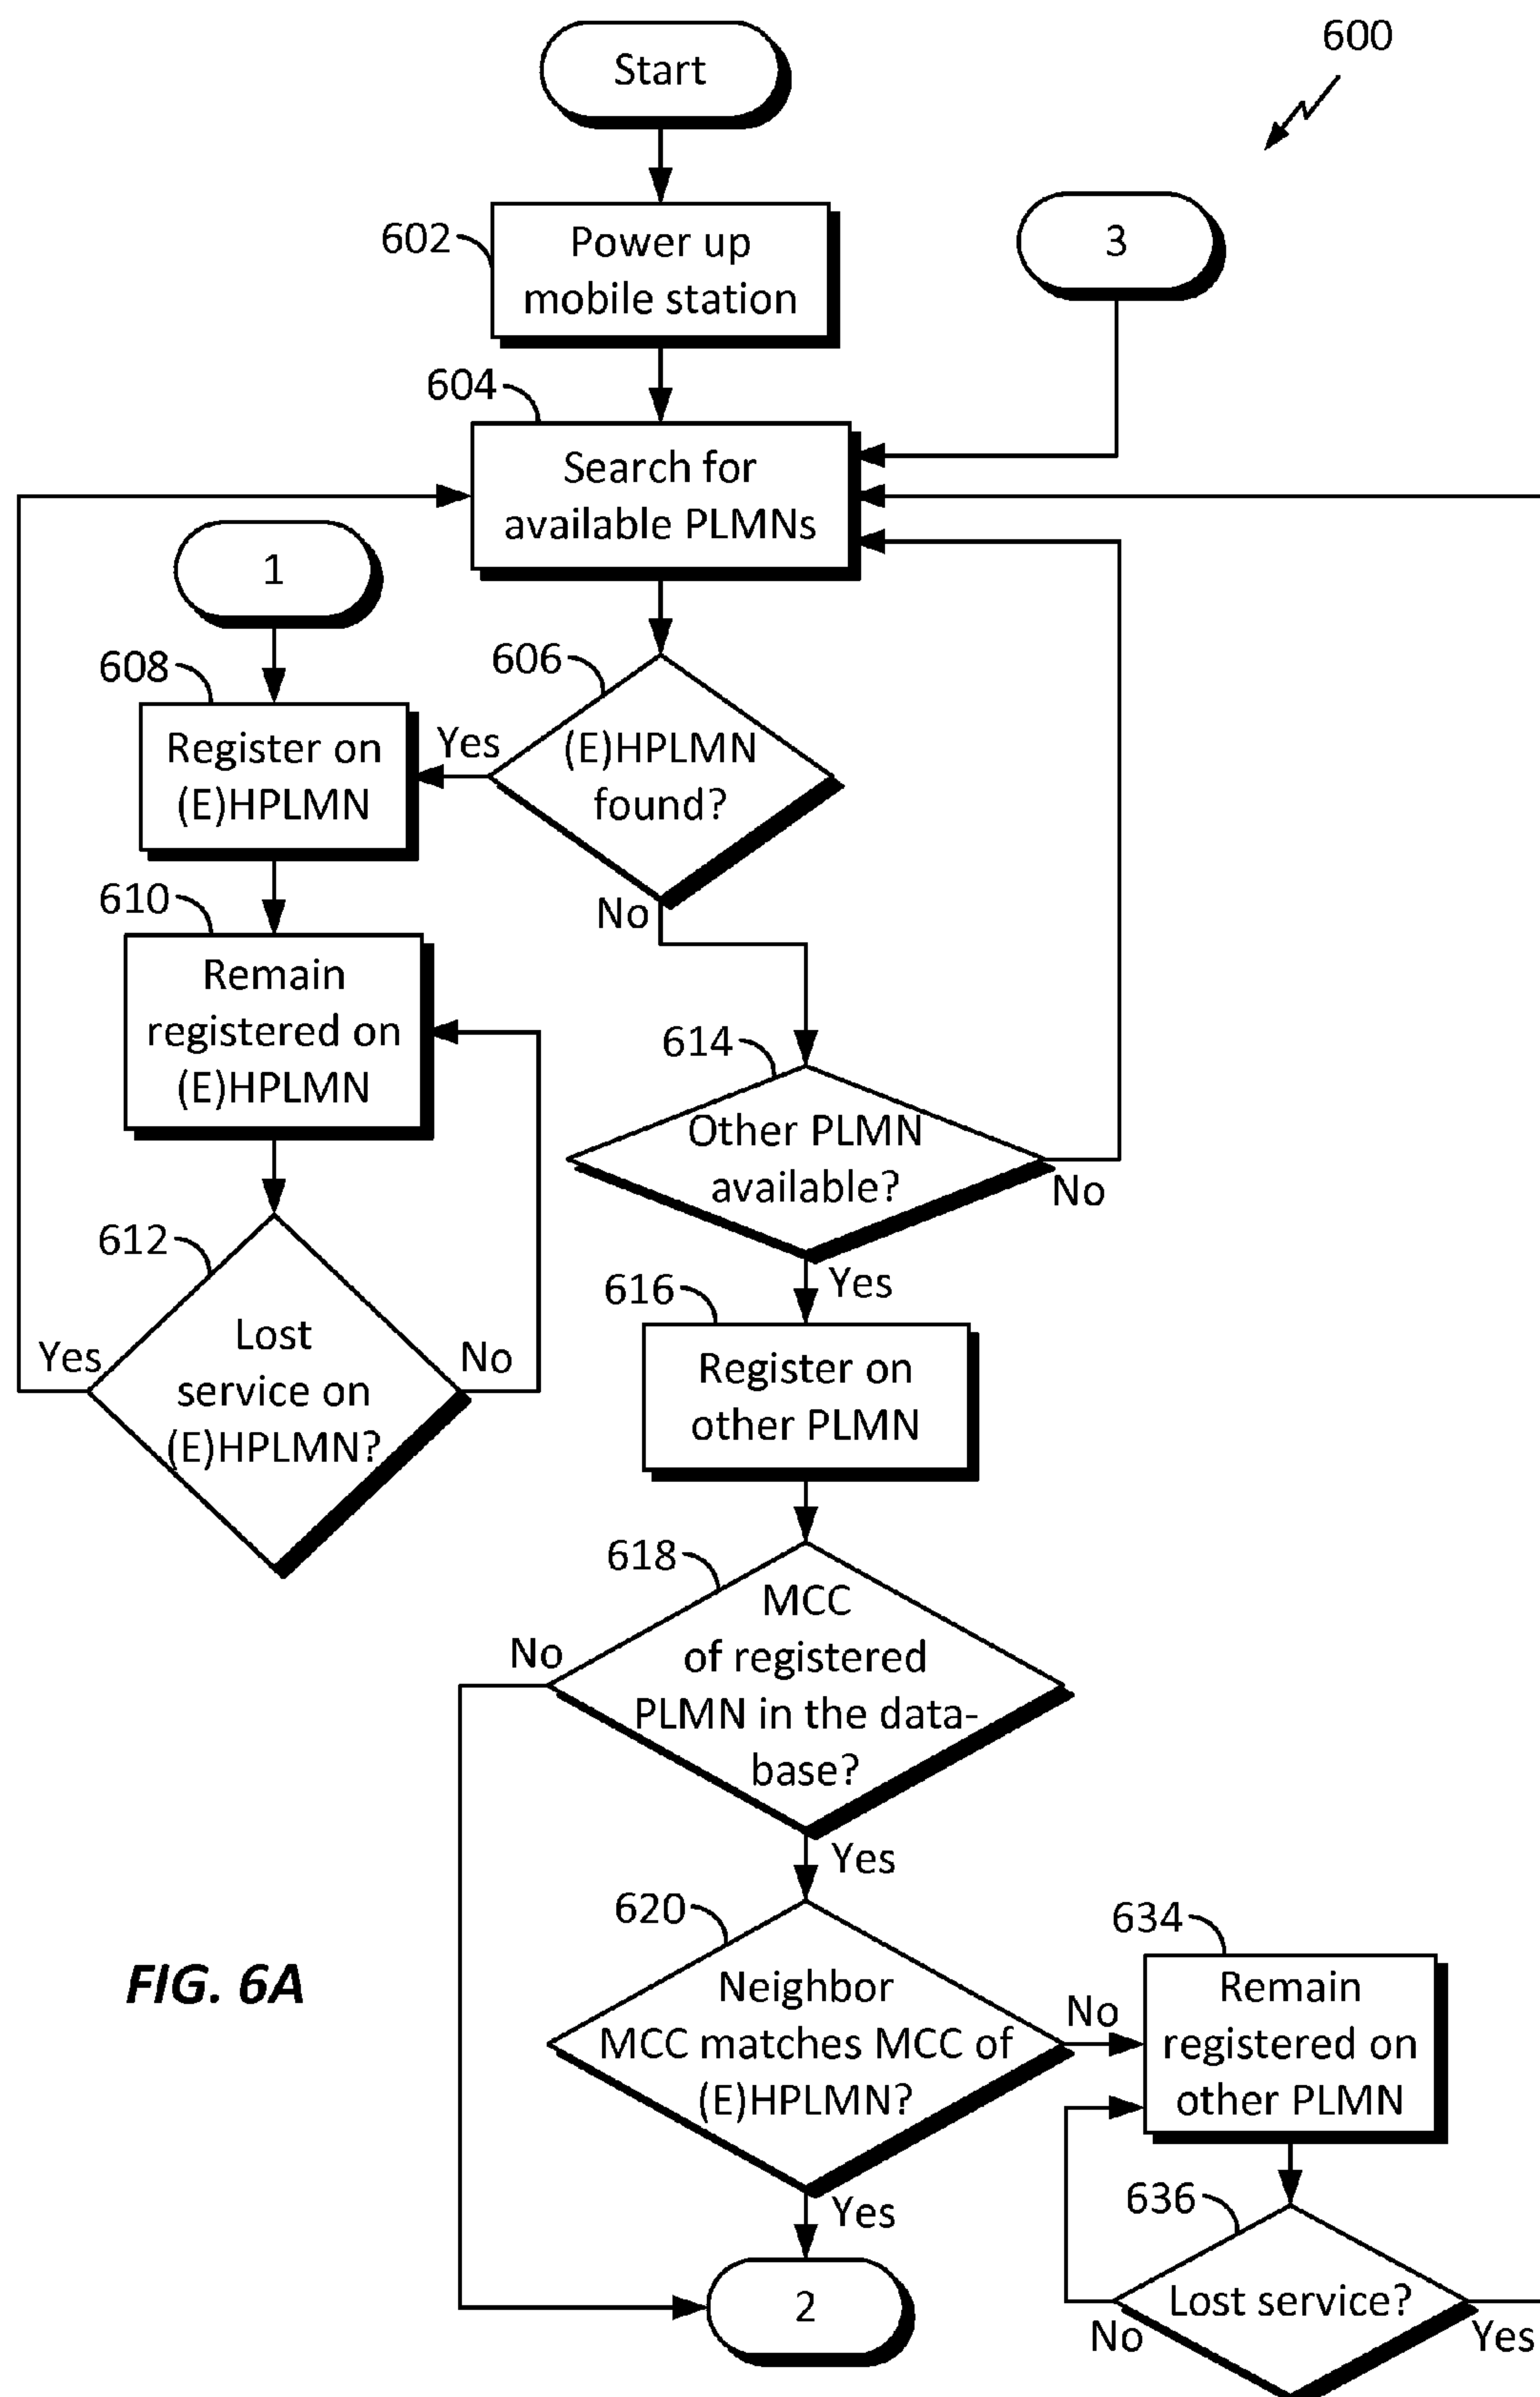 600
Start
602
Power up
mobile station
3
604
Search for
available PLMNs
1
606
(E)HPLMN
found?
Yes
No
608
Register on
(E)HPLMN
610
Remain
registered on
(E)HPLMN
612
Lost
service on
(E)HPLMN?
Yes
No
614
Other PLMN
available?
No
Yes
616
Register on
other PLMN
618
MCC
of registered
PLMN in the data-
base?
No
Yes
620
Neighbor
MCC matches MCC of
(E)HPLMN?
No
Yes
634
Remain
registered on
other PLMN
636
Lost service?
No
Yes
2
FIG. 6A